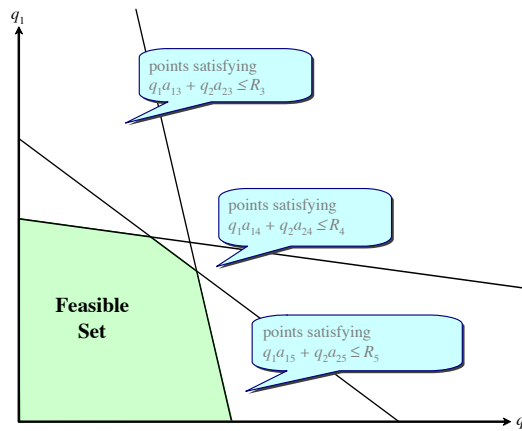 q₁
points satisfying
q₁a₁₃ + q₂a₂₃ ≤ R₃
points satisfying
q₁a₁₄ + q₂a₂₄ ≤ R₄
Feasible
Set
points satisfying
q₁a₁₅ + q₂a₂₅ ≤ R₅
q